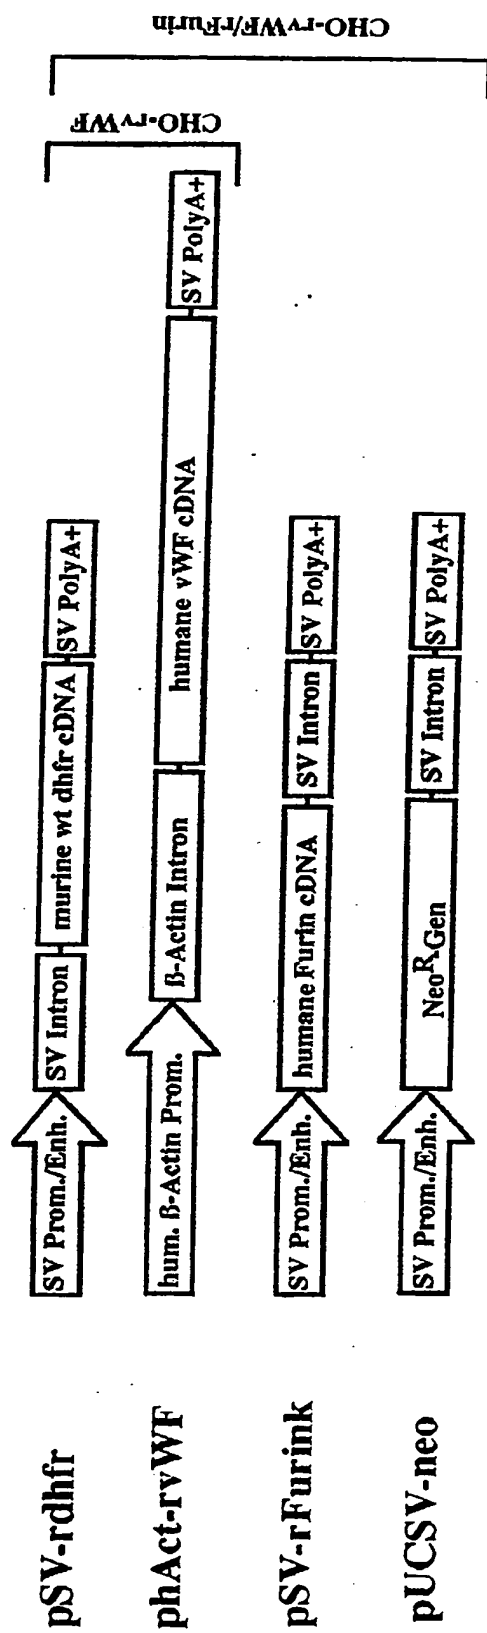 pSV-rdhfr
SV Prom./Enh. SV Intron murine wt dhfr cDNA SV PolyA+
phAct-rvWF
hum. ß-Actin Prom. ß-Actin Intron humane vWF cDNA SV PolyA+
pSV-rFurink
SV Prom./Enh. humane Furin cDNA SV Intron SV PolyA+
pUCSV-neo
SV Prom./Enh. NeoR-Gen SV Intron SV PolyA+
CHO-rvWF
CHO-rvWF/rFurin